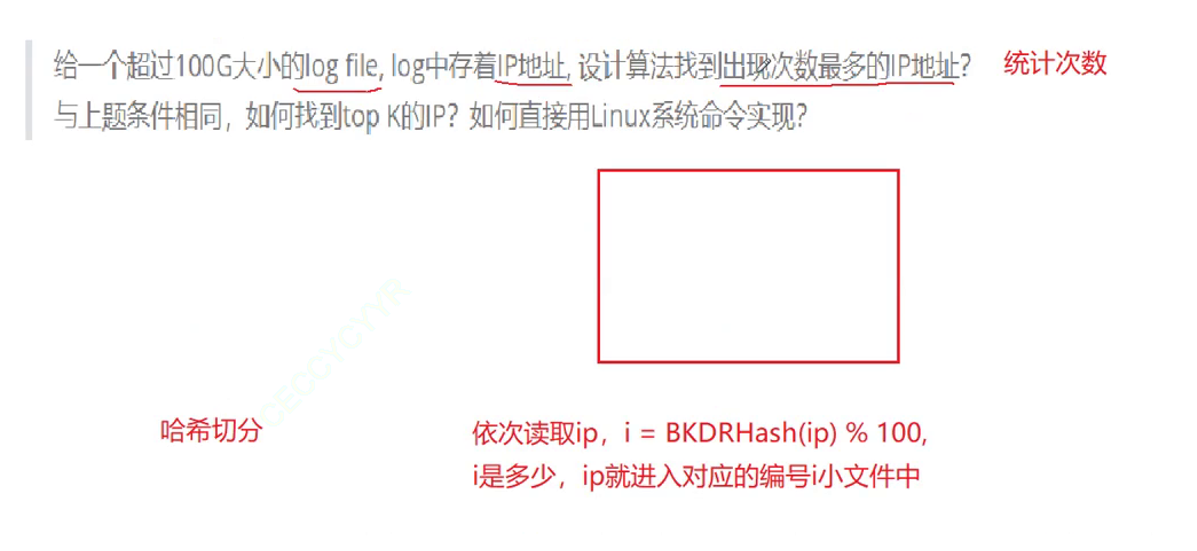 给一个超过100G大小的log file, log中存着IP地址, 设计算法找到出现次数最多的IP地址?
统计次数
与上题条件相同，如何找到top K的IP? 如何直接用Linux系统命令实现?
哈希切分
依次读取ip，i = BKDRHash(ip) % 100,
i是多少，ip就进入对应的编号i小文件中